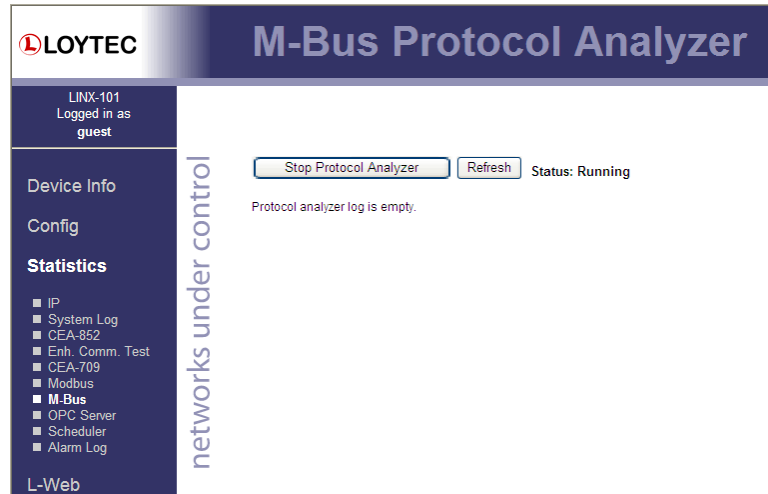 LOYTEC
M-Bus Protocol Analyzer
LINX-101
Logged in as
guest
Device Info
Config
Statistics
IP
System Log
CEA-852
Enh. Comm. Test
CEA-709
Modbus
M-Bus
OPC Server
Scheduler
Alarm Log
L-Web
networks under control
Stop Protocol Analyzer Refresh Status: Running
Protocol analyzer log is empty.